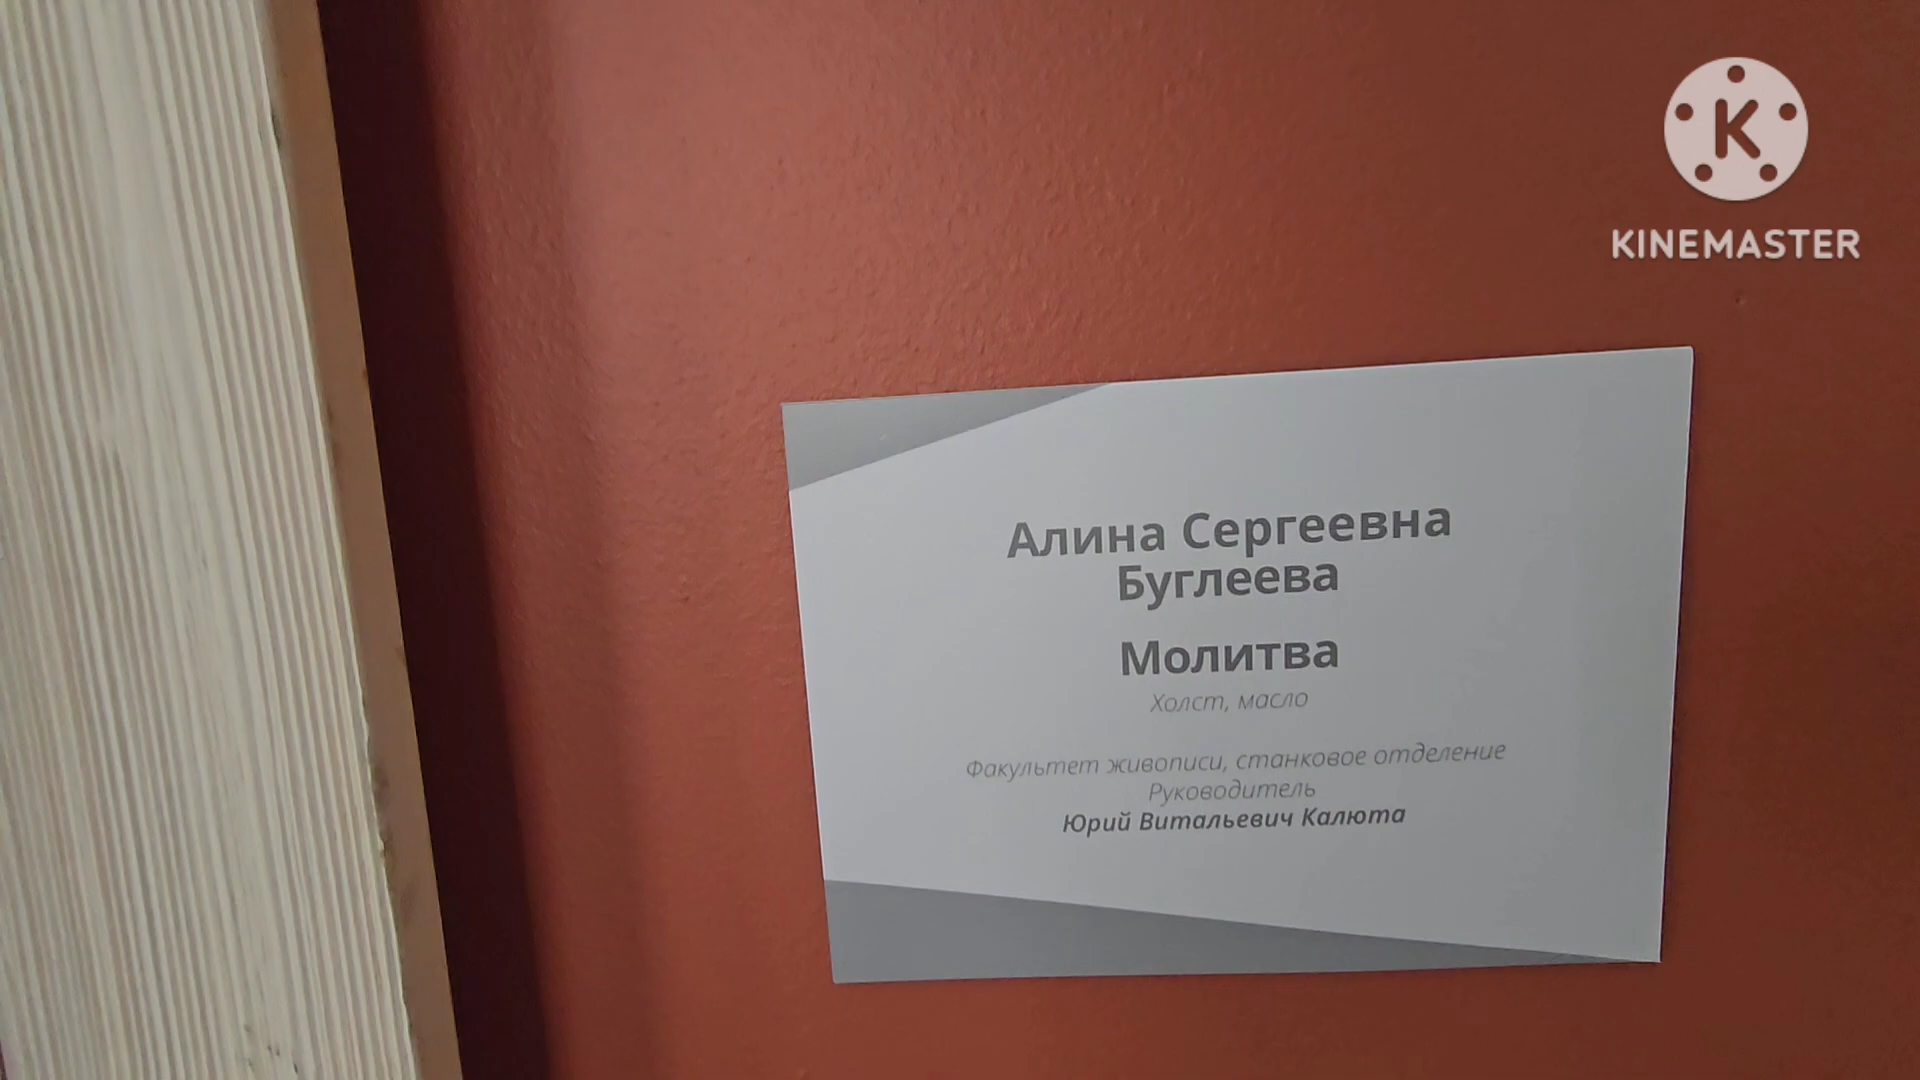 KINEMASTER
Алина Сергеевна
Буглеева
Молитва
Холст, масло
Факультет живописи, станковое отделение
Руководитель
Юрий Витальевич Калюта